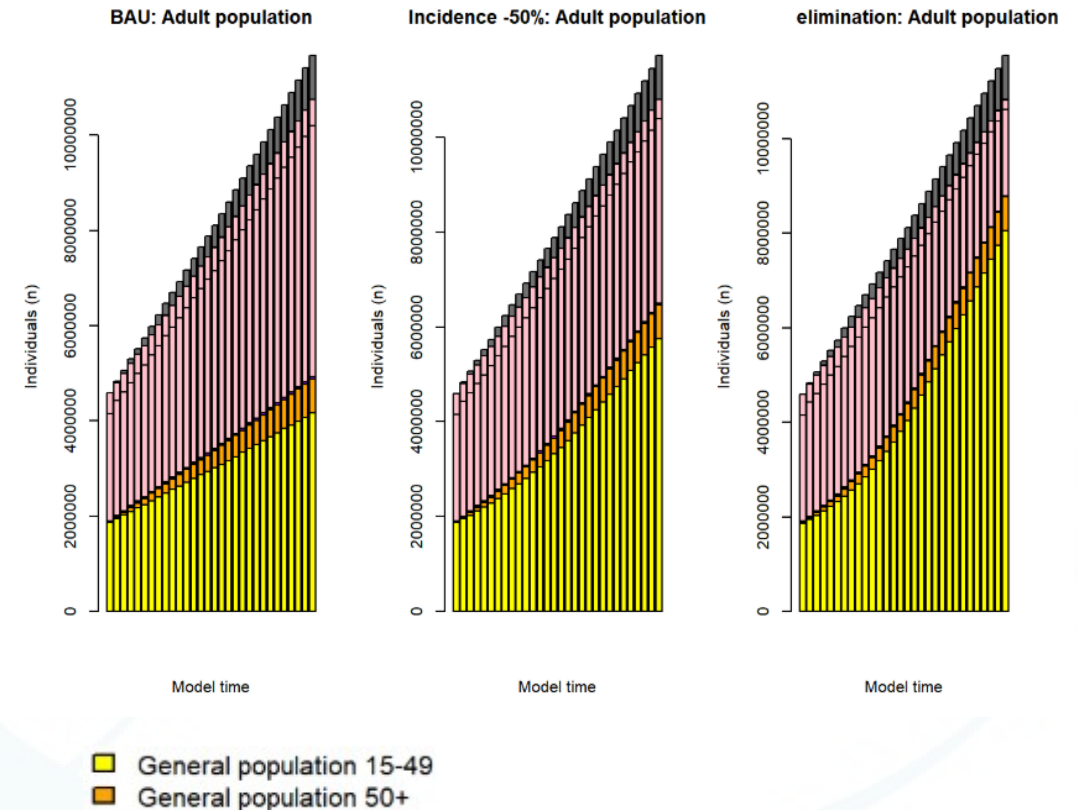 BAU: Adult population
Incidence -50%: Adult population
elimination: Adult population
Individuals (n)
0
2000000
4000000
6000000
8000000
10000000
Model time
Individuals (n)
0
2000000
4000000
6000000
8000000
10000000
Model time
Individuals (n)
0
2000000
4000000
6000000
8000000
10000000
Model time
General population 15-49
General population 50+